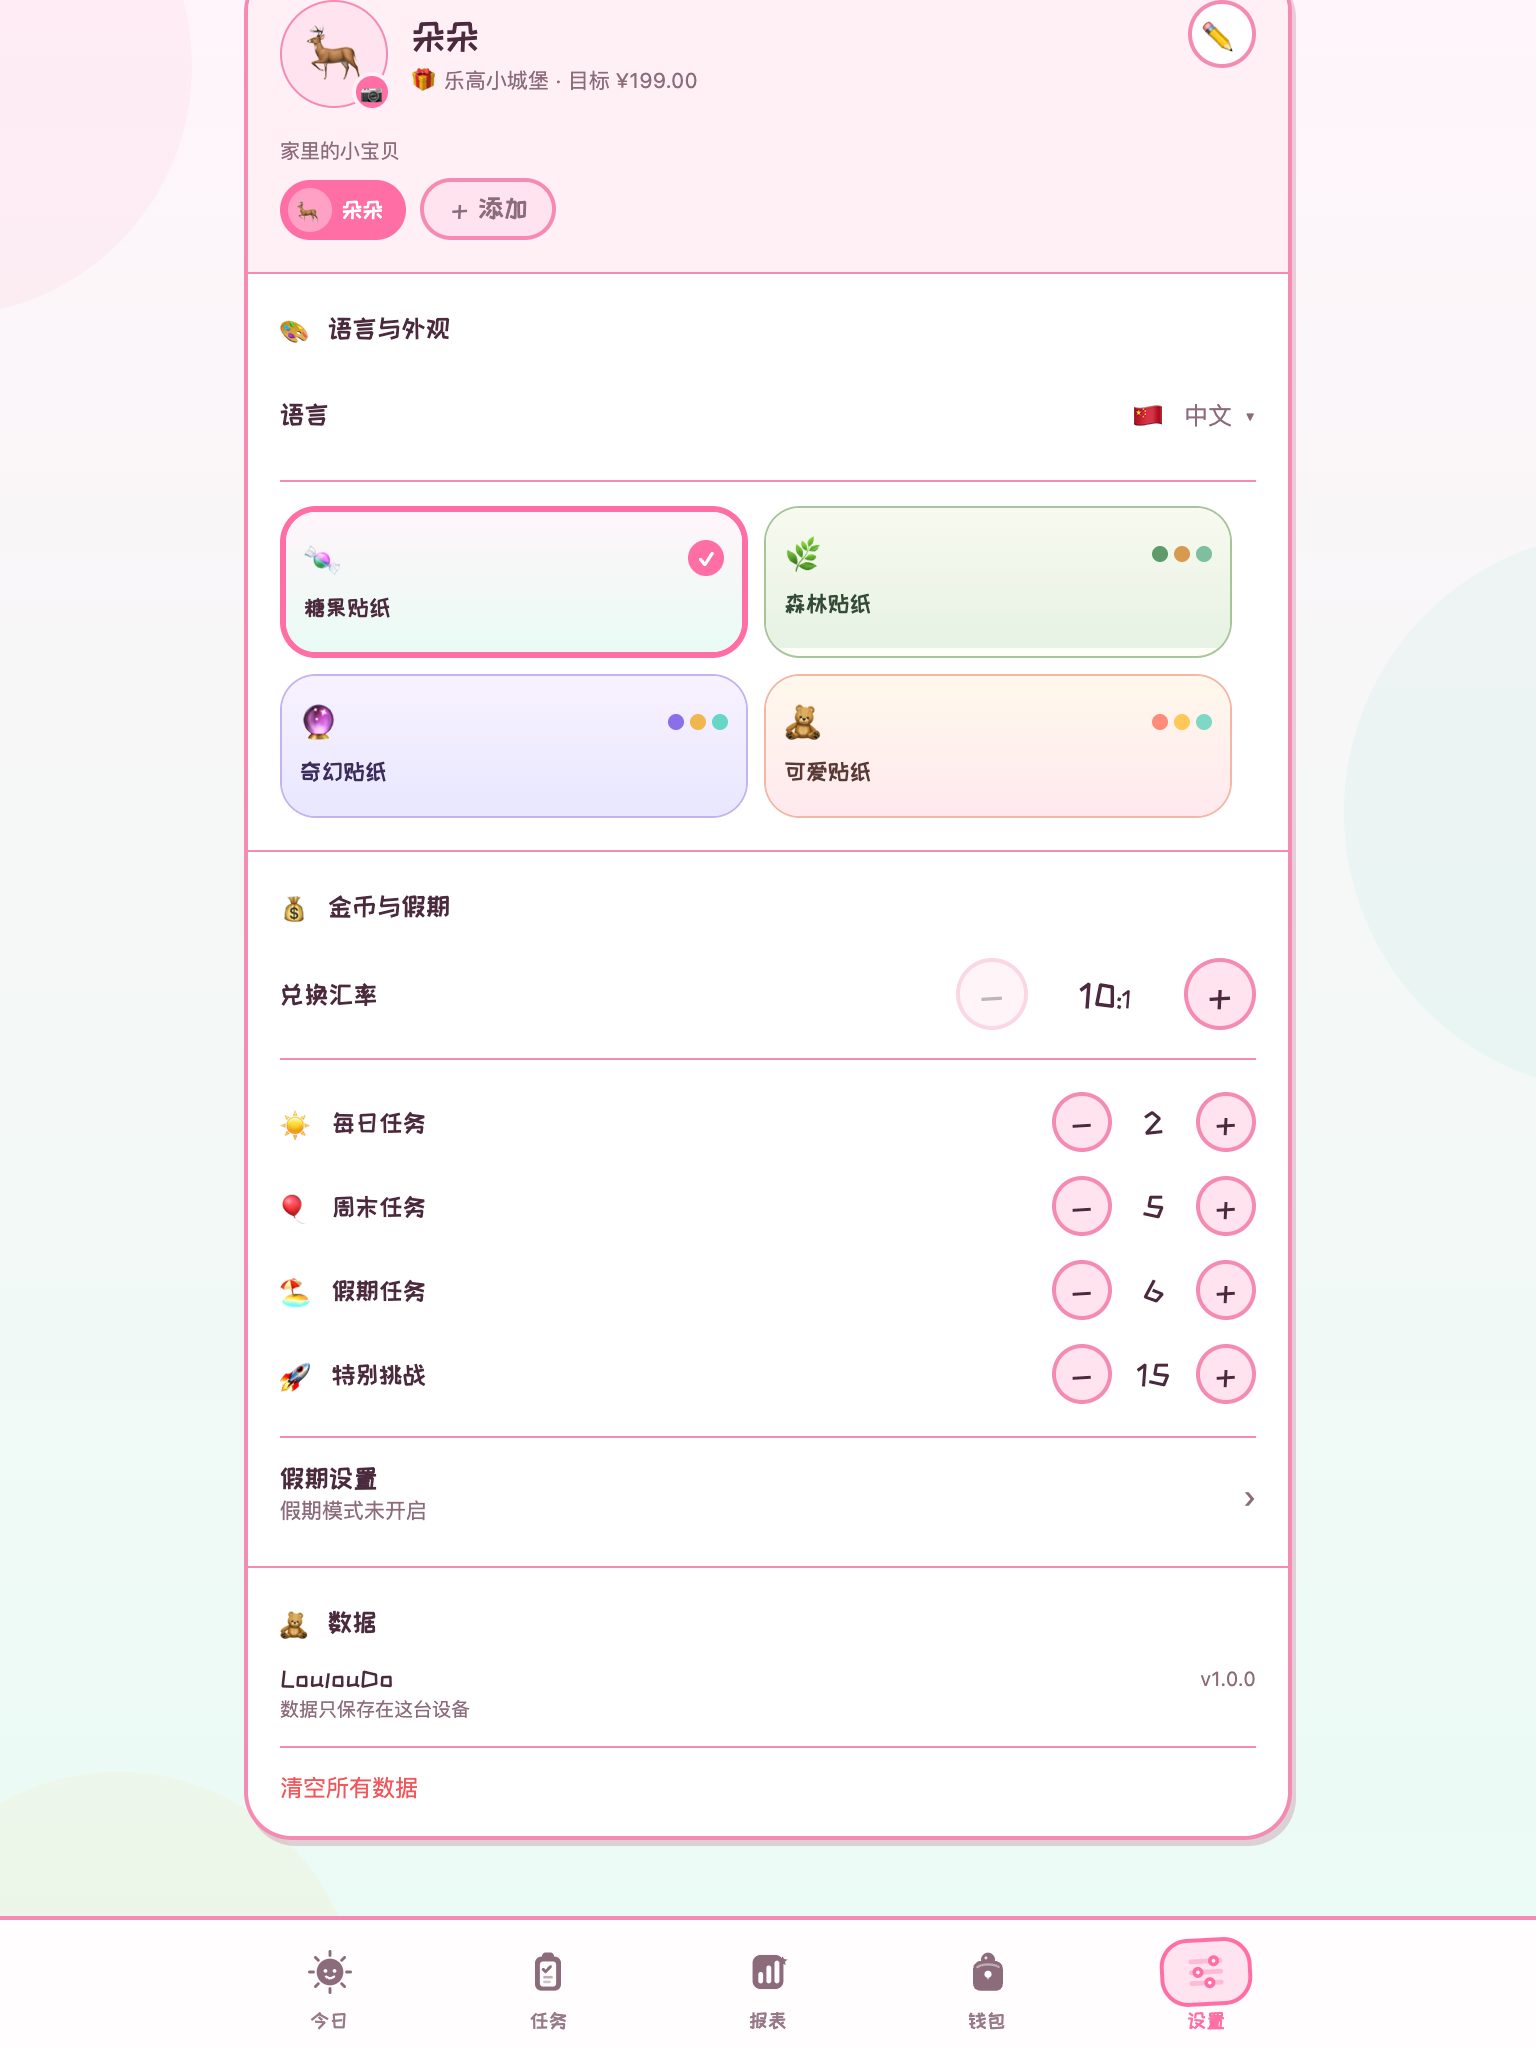 朵朵
乐高小城堡 · 目标 ¥199.00
家里的小宝贝
朵朵
+ 添加
语言与外观
语言
中文 ▾
糖果贴纸
森林贴纸
奇幻贴纸
可爱贴纸
金币与假期
兑换汇率
− 10:1 +
每日任务
− 2 +
周末任务
− 5 +
假期任务
− 6 +
特别挑战
− 15 +
假期设置
假期模式未开启
数据
LoulouDo
v1.0.0
数据只保存在这台设备
清空所有数据
今日
任务
报表
钱包
设置